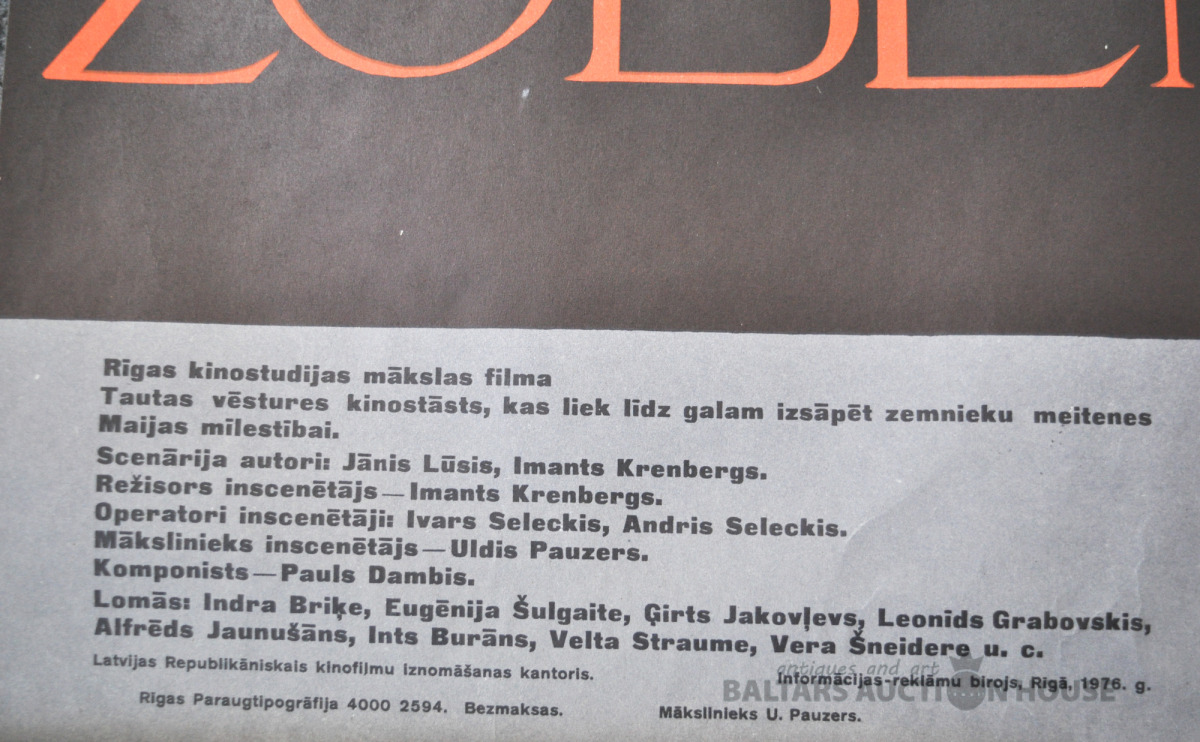 ZOBEN
Rīgas kinostudijas mākslas filma
Tautas vēstures kinostāsts, kas liek līdz galam izsāpēt zemnieku meitenes
Maijas mīlestībai.
Scenārija autori: Jānis Lūsis, Imants Krenbergs.
Režisors inscenētājs — Imants Krenbergs.
Operatori inscenētāji: Ivars Seleckis, Andris Seleckis.
Mākslinieks inscenētājs — Uldis Pauzers.
Komponists — Pauls Dambis.
Lomās: Indra Briķe, Eugēnija Šulgaite, Ģirts Jakovļevs, Leonīds Grabovskis,
Alfrēds Jaunušāns, Ints Burāns, Velta Straume, Vera Šneidere u. c.
Latvijas Republikāniskais kinofilmu iznomāšanas kantoris.
Informācijas-reklāmu birojs, Rīgā, 1976. g.
Rīgas Paraugtipogrāfija 4000 2594. Bezmaksas.
Mākslinieks U. Pauzers.
antiques and art
BALTARS AUCTION HOUSE